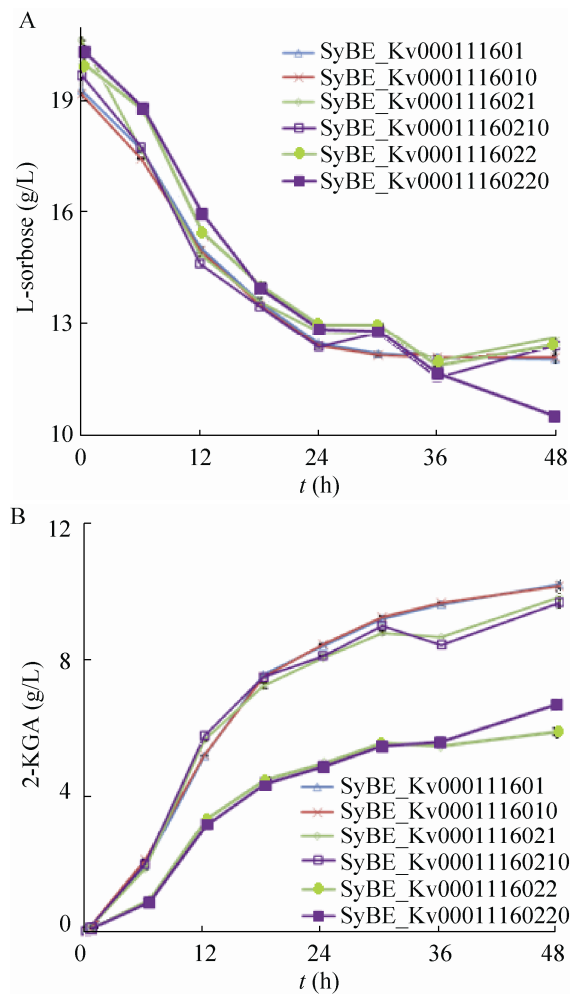 A
19
16
13
10
L-sorbose (g/L)
SyBE_Kv000111601
SyBE_Kv0001116010
SyBE_Kv0001116021
SyBE_Kv00011160210
SyBE_Kv0001116022
SyBE_Kv00011160220
0 12 24 36 48
t (h)
B
12
8
4
0
2-KGA (g/L)
SyBE_Kv000111601
SyBE_Kv0001116010
SyBE_Kv0001116021
SyBE_Kv00011160210
SyBE_Kv0001116022
SyBE_Kv00011160220
0 12 24 36 48
t (h)